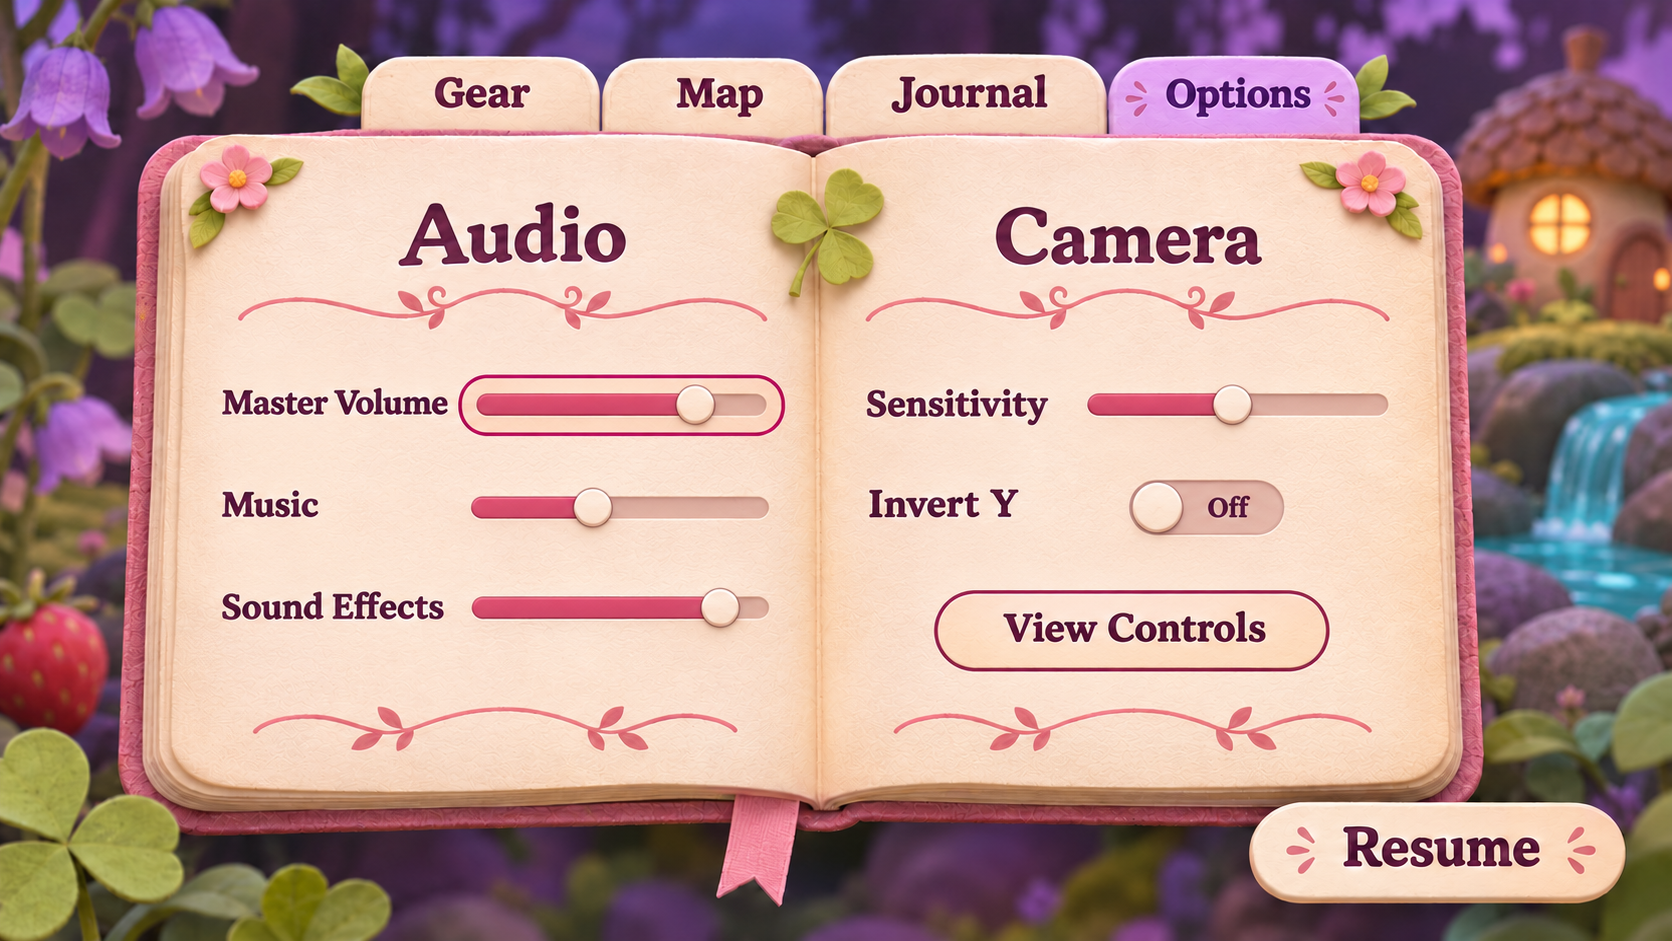 Gear
Map
Journal
Options
Audio
Master Volume
Music
Sound Effects
Camera
Sensitivity
Invert Y
Off
View Controls
Resume